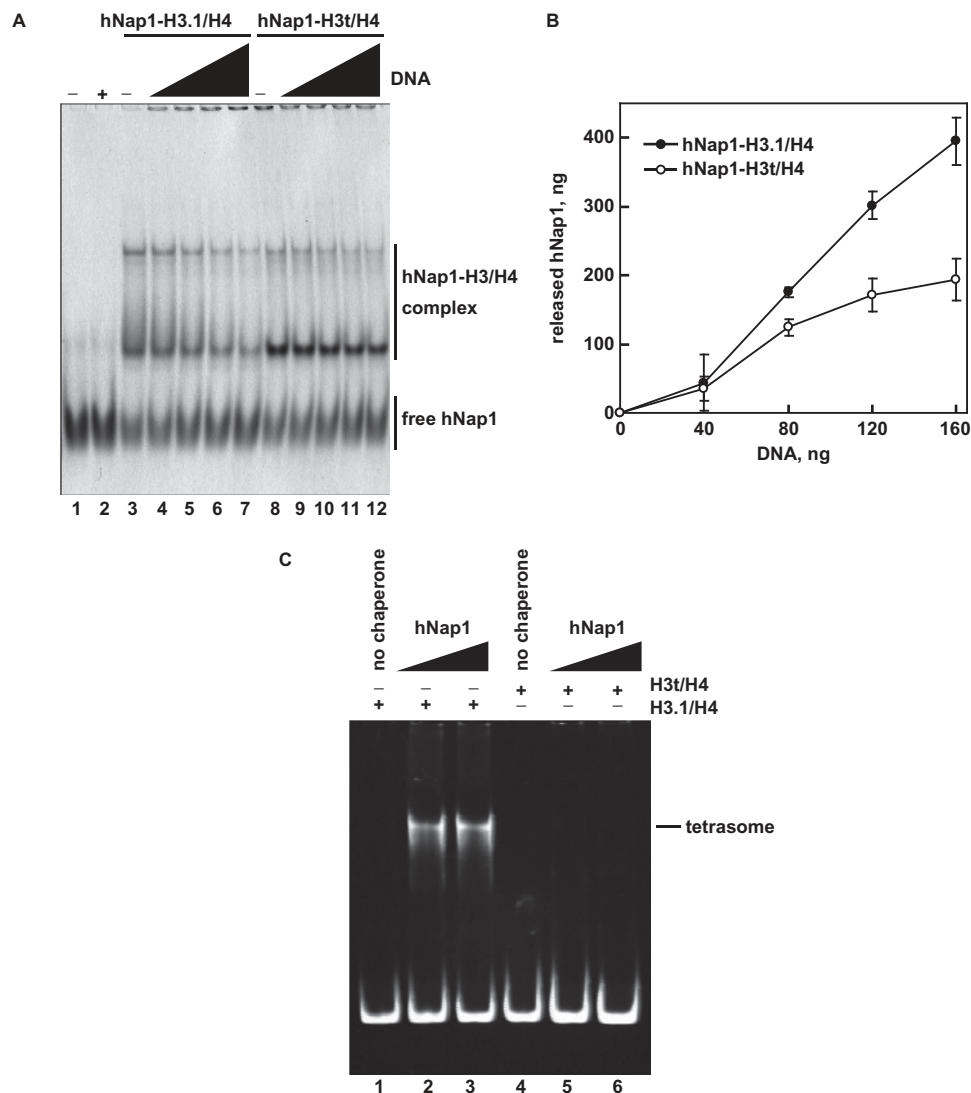 A
hNap1-H3.1/H4 hNap1-H3t/H4
DNA
– + – –
hNap1-H3/H4
complex
free hNap1
1 2 3 4 5 6 7 8 9 10 11 12
B
released hNap1, ng
400
300
200
100
0
hNap1-H3.1/H4
hNap1-H3t/H4
0 40 80 120 160
DNA, ng
C
no chaperone hNap1 no chaperone hNap1
– – – + + + H3t/H4
+ + + – – – H3.1/H4
tetrasome
1 2 3 4 5 6